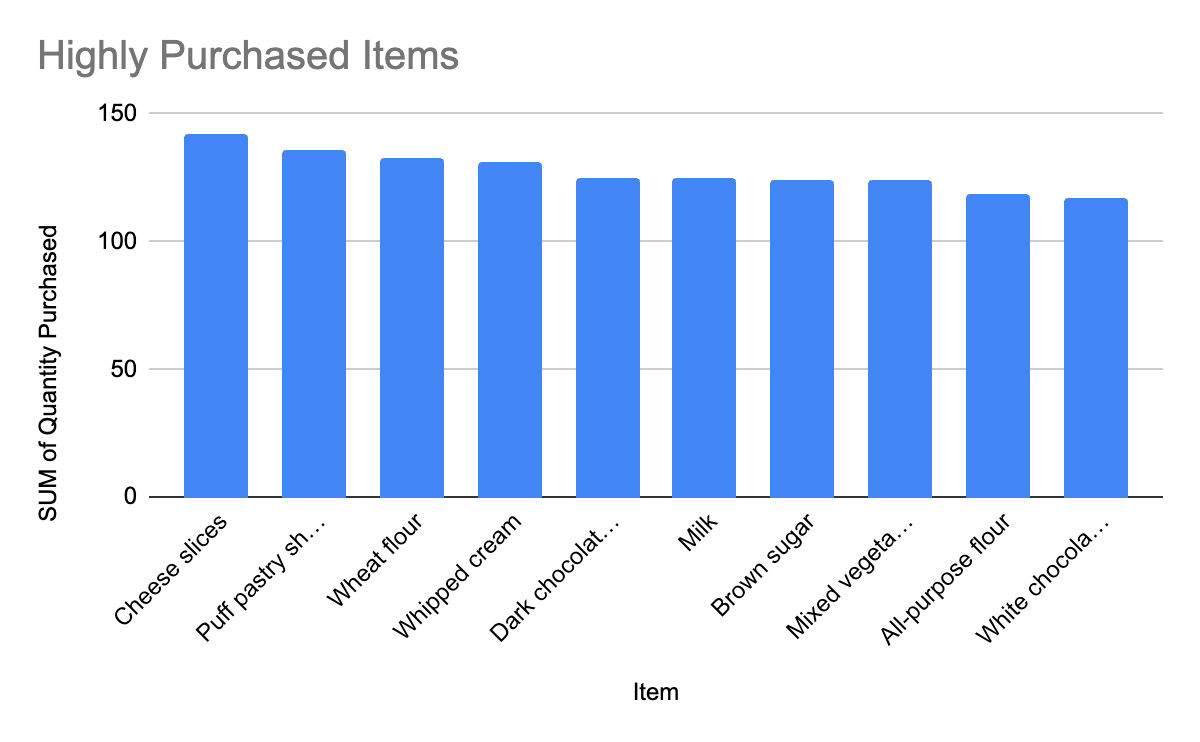 Highly Purchased Items
SUM of Quantity Purchased
150
100
50
0
Cheese slices
Puff pastry sh…
Wheat flour
Whipped cream
Dark chocolat…
Milk
Brown sugar
Mixed vegeta…
All-purpose flour
White chocola…
Item